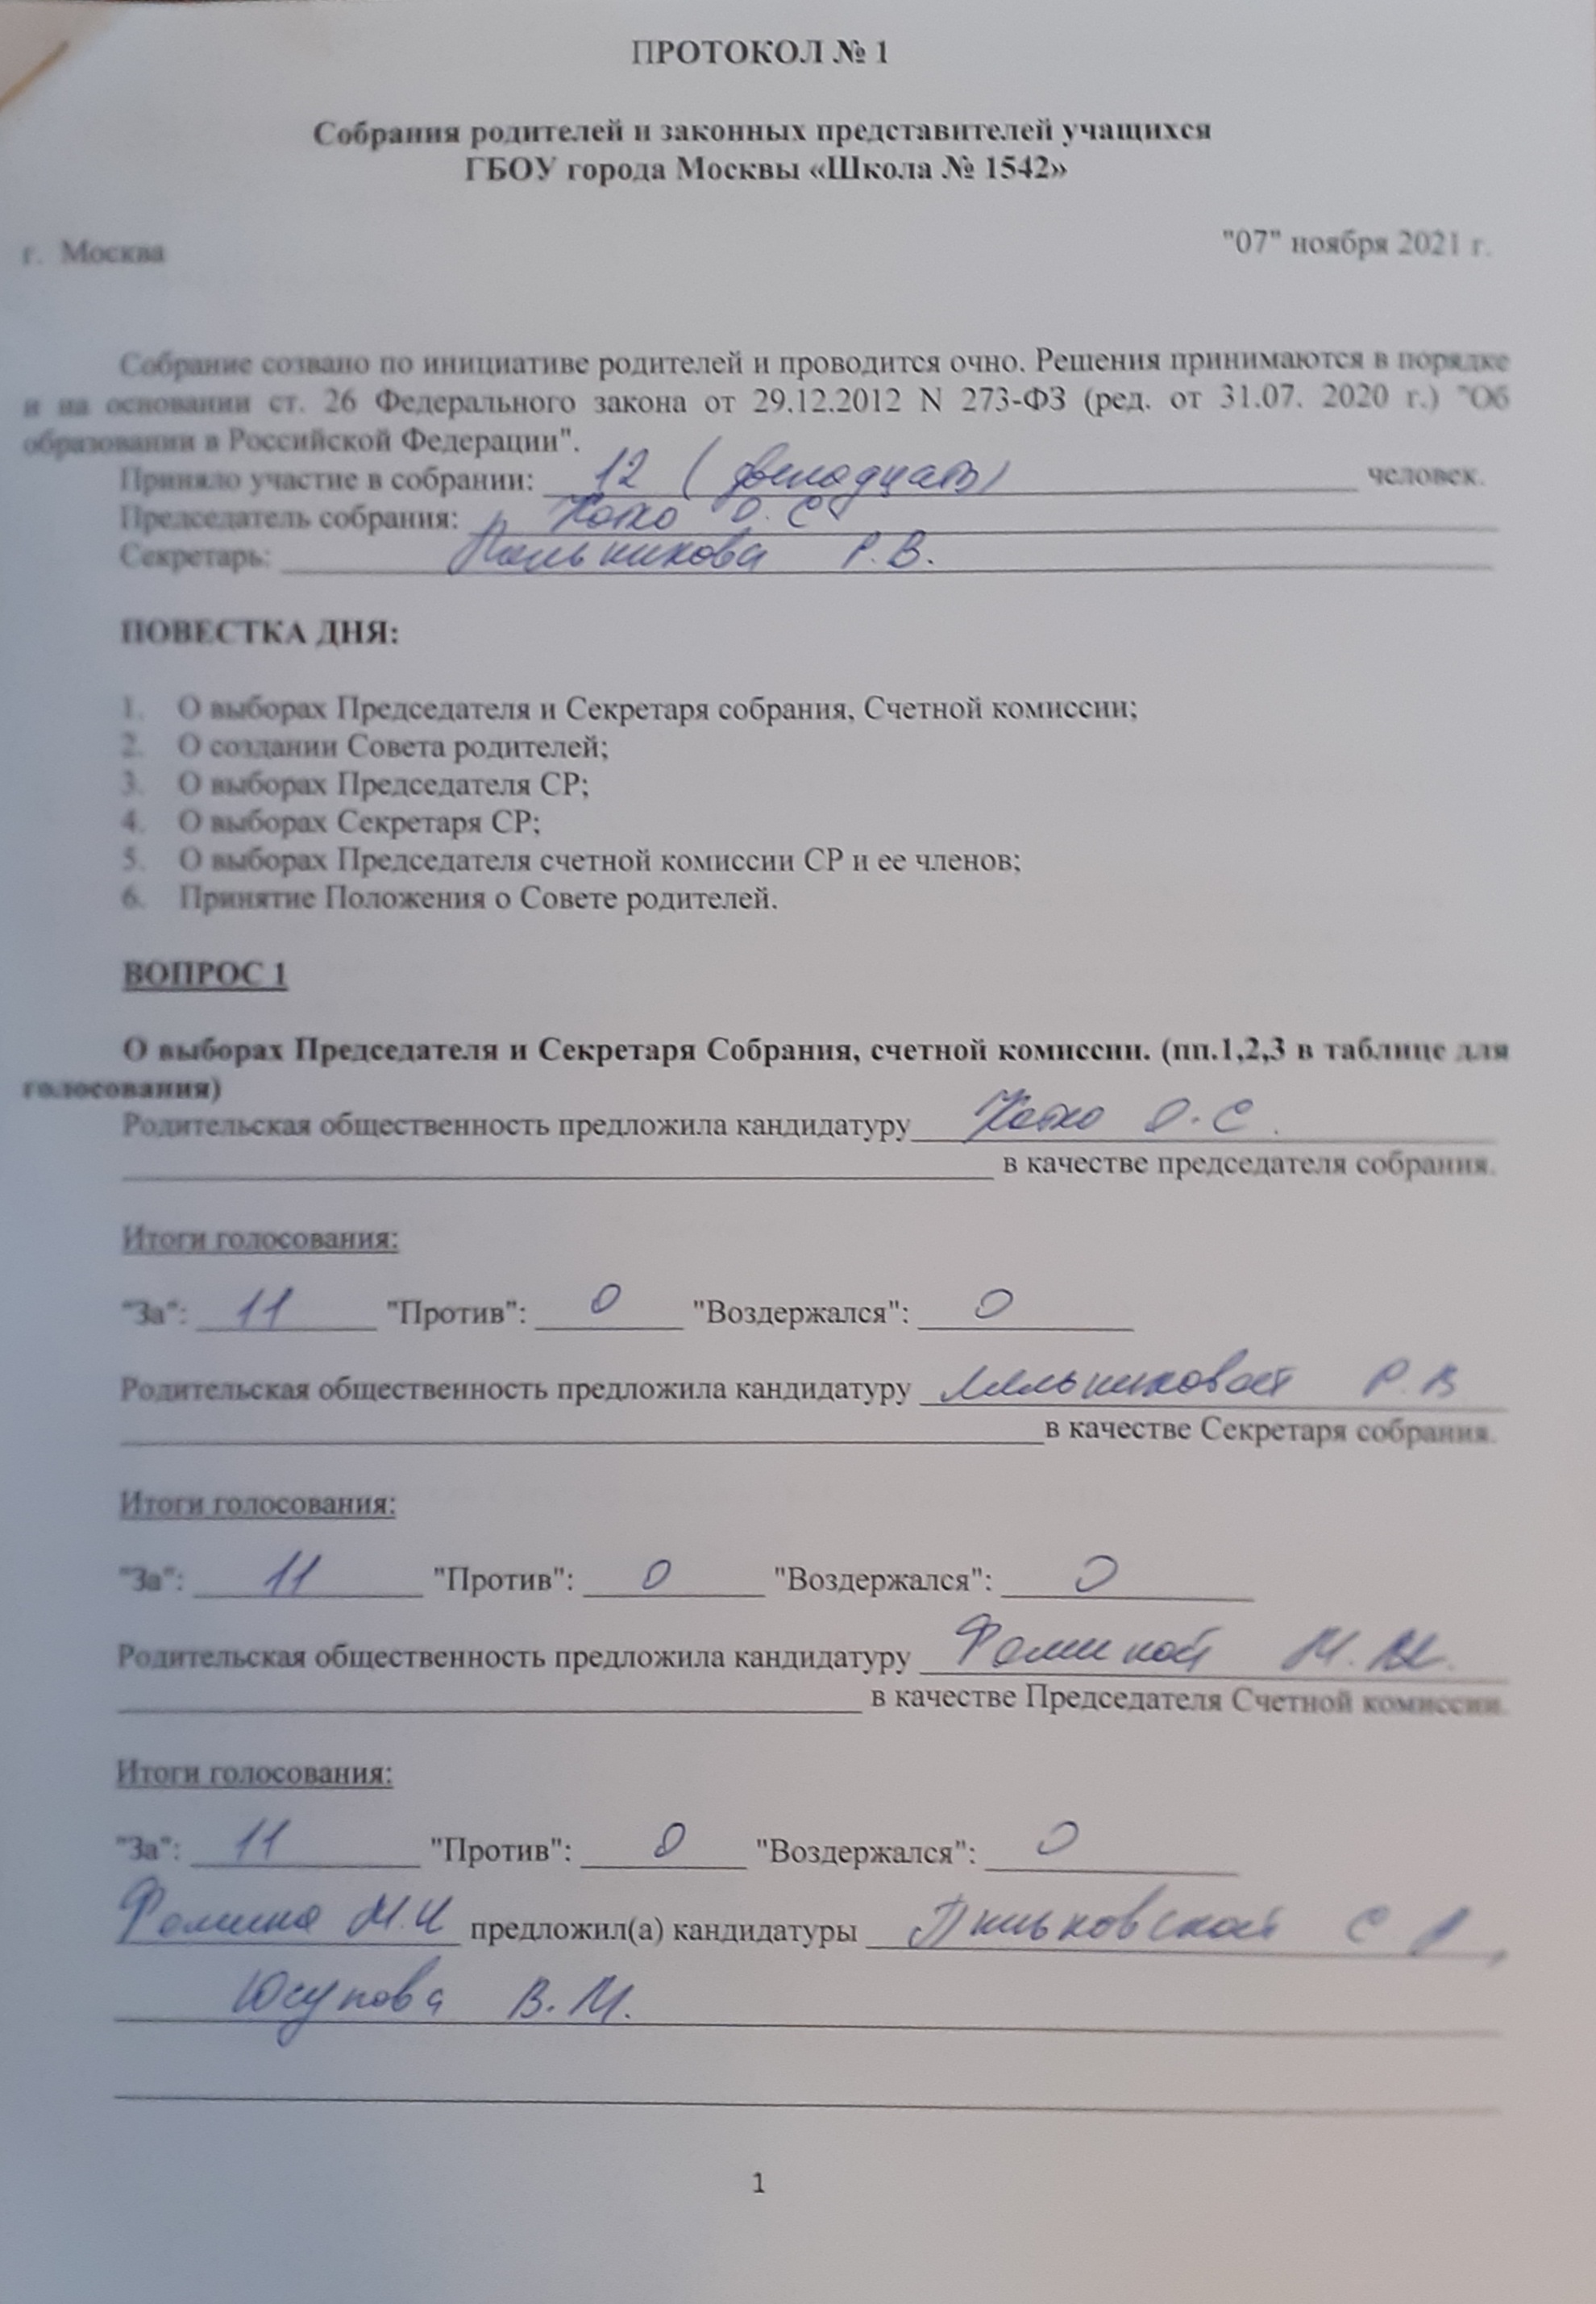 ПРОТОКОЛ № 1
Собрания родителей и законных представителей учащихся
ГБОУ города Москвы «Школа № 1542»
г. Москва "07" ноября 2021 г.
Собрание созвано по инициативе родителей и проводится очно. Решения принимаются в порядке
и на основании ст. 26 Федерального закона от 29.12.2012 N 273-ФЗ (ред. от 31.07. 2020 г.) "Об
образовании в Российской Федерации".
Приняло участие в собрании: 12 (двенадцать) человек.
Председатель собрания: Котко О.С.
Секретарь: Мельникова Р.В.
ПОВЕСТКА ДНЯ:
1. О выборах Председателя и Секретаря собрания, Счетной комиссии;
2. О создании Совета родителей;
3. О выборах Председателя СР;
4. О выборах Секретаря СР;
5. О выборах Председателя счетной комиссии СР и ее членов;
6. Принятие Положения о Совете родителей.
ВОПРОС 1
О выборах Председателя и Секретаря Собрания, счетной комиссии. (пп.1,2,3 в таблице для
голосования)
Родительская общественность предложила кандидатуру Котко О.С.
в качестве председателя собрания.
Итоги голосования:
"За": 11 "Против": 0 "Воздержался": 0
Родительская общественность предложила кандидатуру Мельниковой Р.В
в качестве Секретаря собрания.
Итоги голосования:
"За": 11 "Против": 0 "Воздержался": 0
Родительская общественность предложила кандидатуру Фоминой М.И.
в качестве Председателя Счетной комиссии.
Итоги голосования:
"За": 11 "Против": 0 "Воздержался": 0
Фомина М.И предложил(а) кандидатуры С
Юсупова В.М.
1